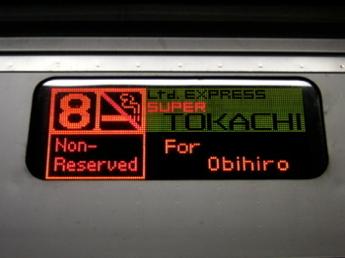 8
Ltd. EXPRESS
SUPER
TOKACHI
Non-
Reserved
For
Obihiro